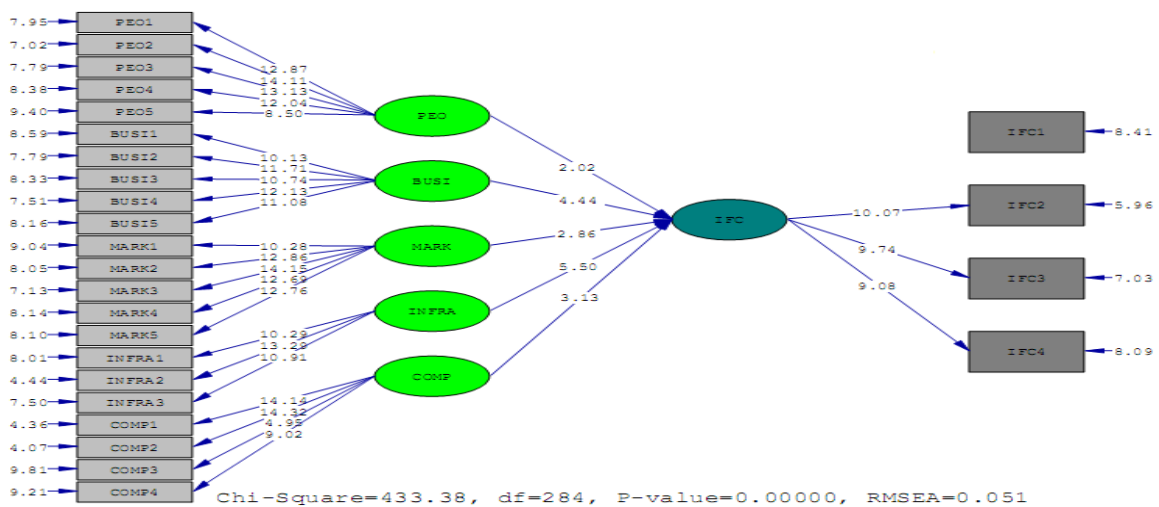 7.95 PEO1
7.02 PEO2
7.79 PEO3
8.38 PEO4
9.40 PEO5
8.59 BUSI1
7.79 BUSI2
8.33 BUSI3
7.51 BUSI4
8.16 BUSI5
9.04 MARK1
8.05 MARK2
7.13 MARK3
8.14 MARK4
8.10 MARK5
8.01 INFRA1
4.44 INFRA2
7.50 INFRA3
4.36 COMP1
4.07 COMP2
9.81 COMP3
9.21 COMP4
12.87
14.11
13.13
12.04
8.50
10.13
11.71
10.74
12.13
11.08
10.28
12.86
14.15
12.69
12.76
10.29
13.29
10.91
14.14
14.32
4.95
9.02
PEO
BUSI
MARK
INFRA
COMP
2.02
4.44
2.86
5.50
3.13
IFC
10.07
9.74
9.08
IFC1 8.41
IFC2 5.96
IFC3 7.03
IFC4 8.09
Chi-Square=433.38, df=284, P-value=0.00000, RMSEA=0.051